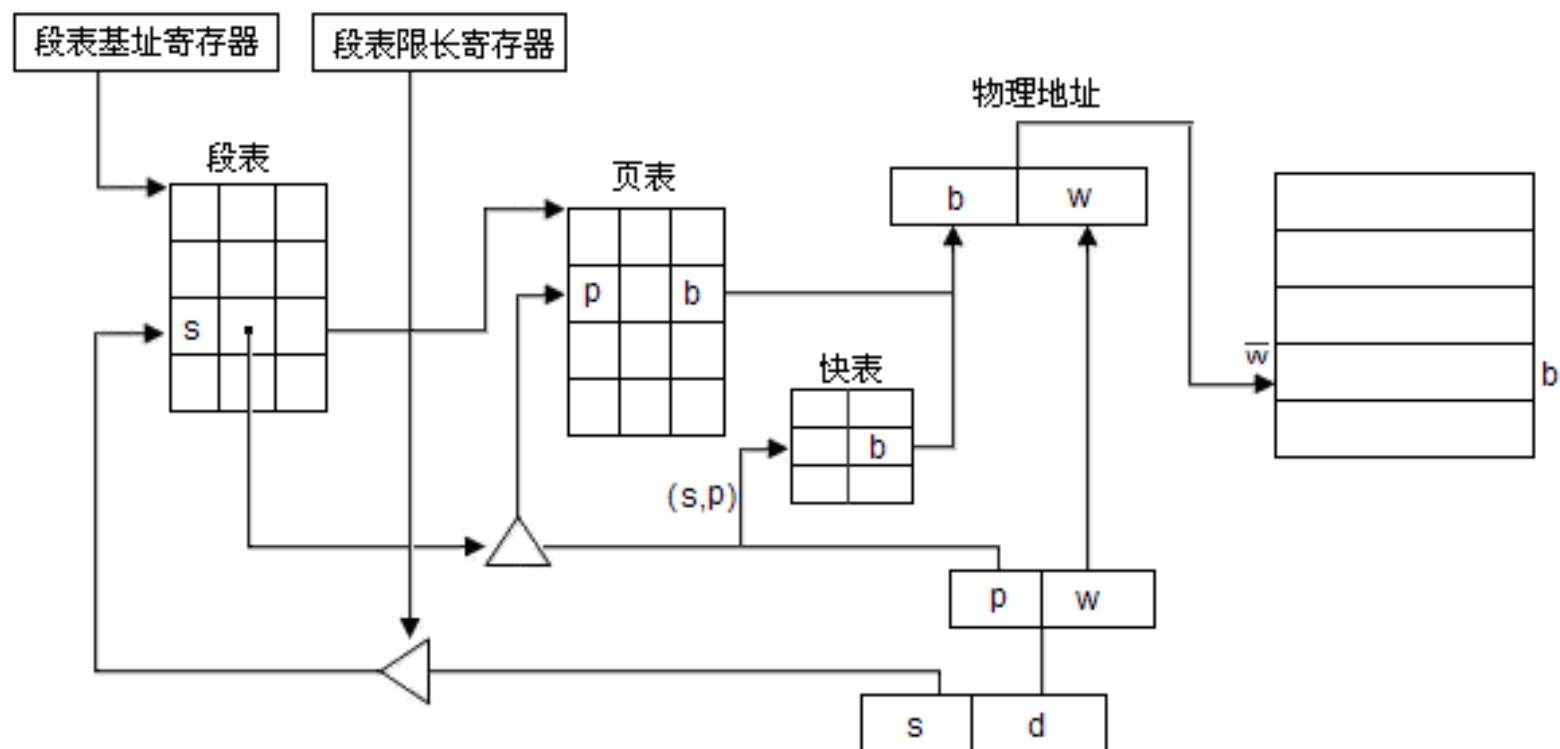 段表基址寄存器
段表限长寄存器
物理地址
段表
页表
b w
p b
s
快表
w
b
b
(s,p)
p w
s d